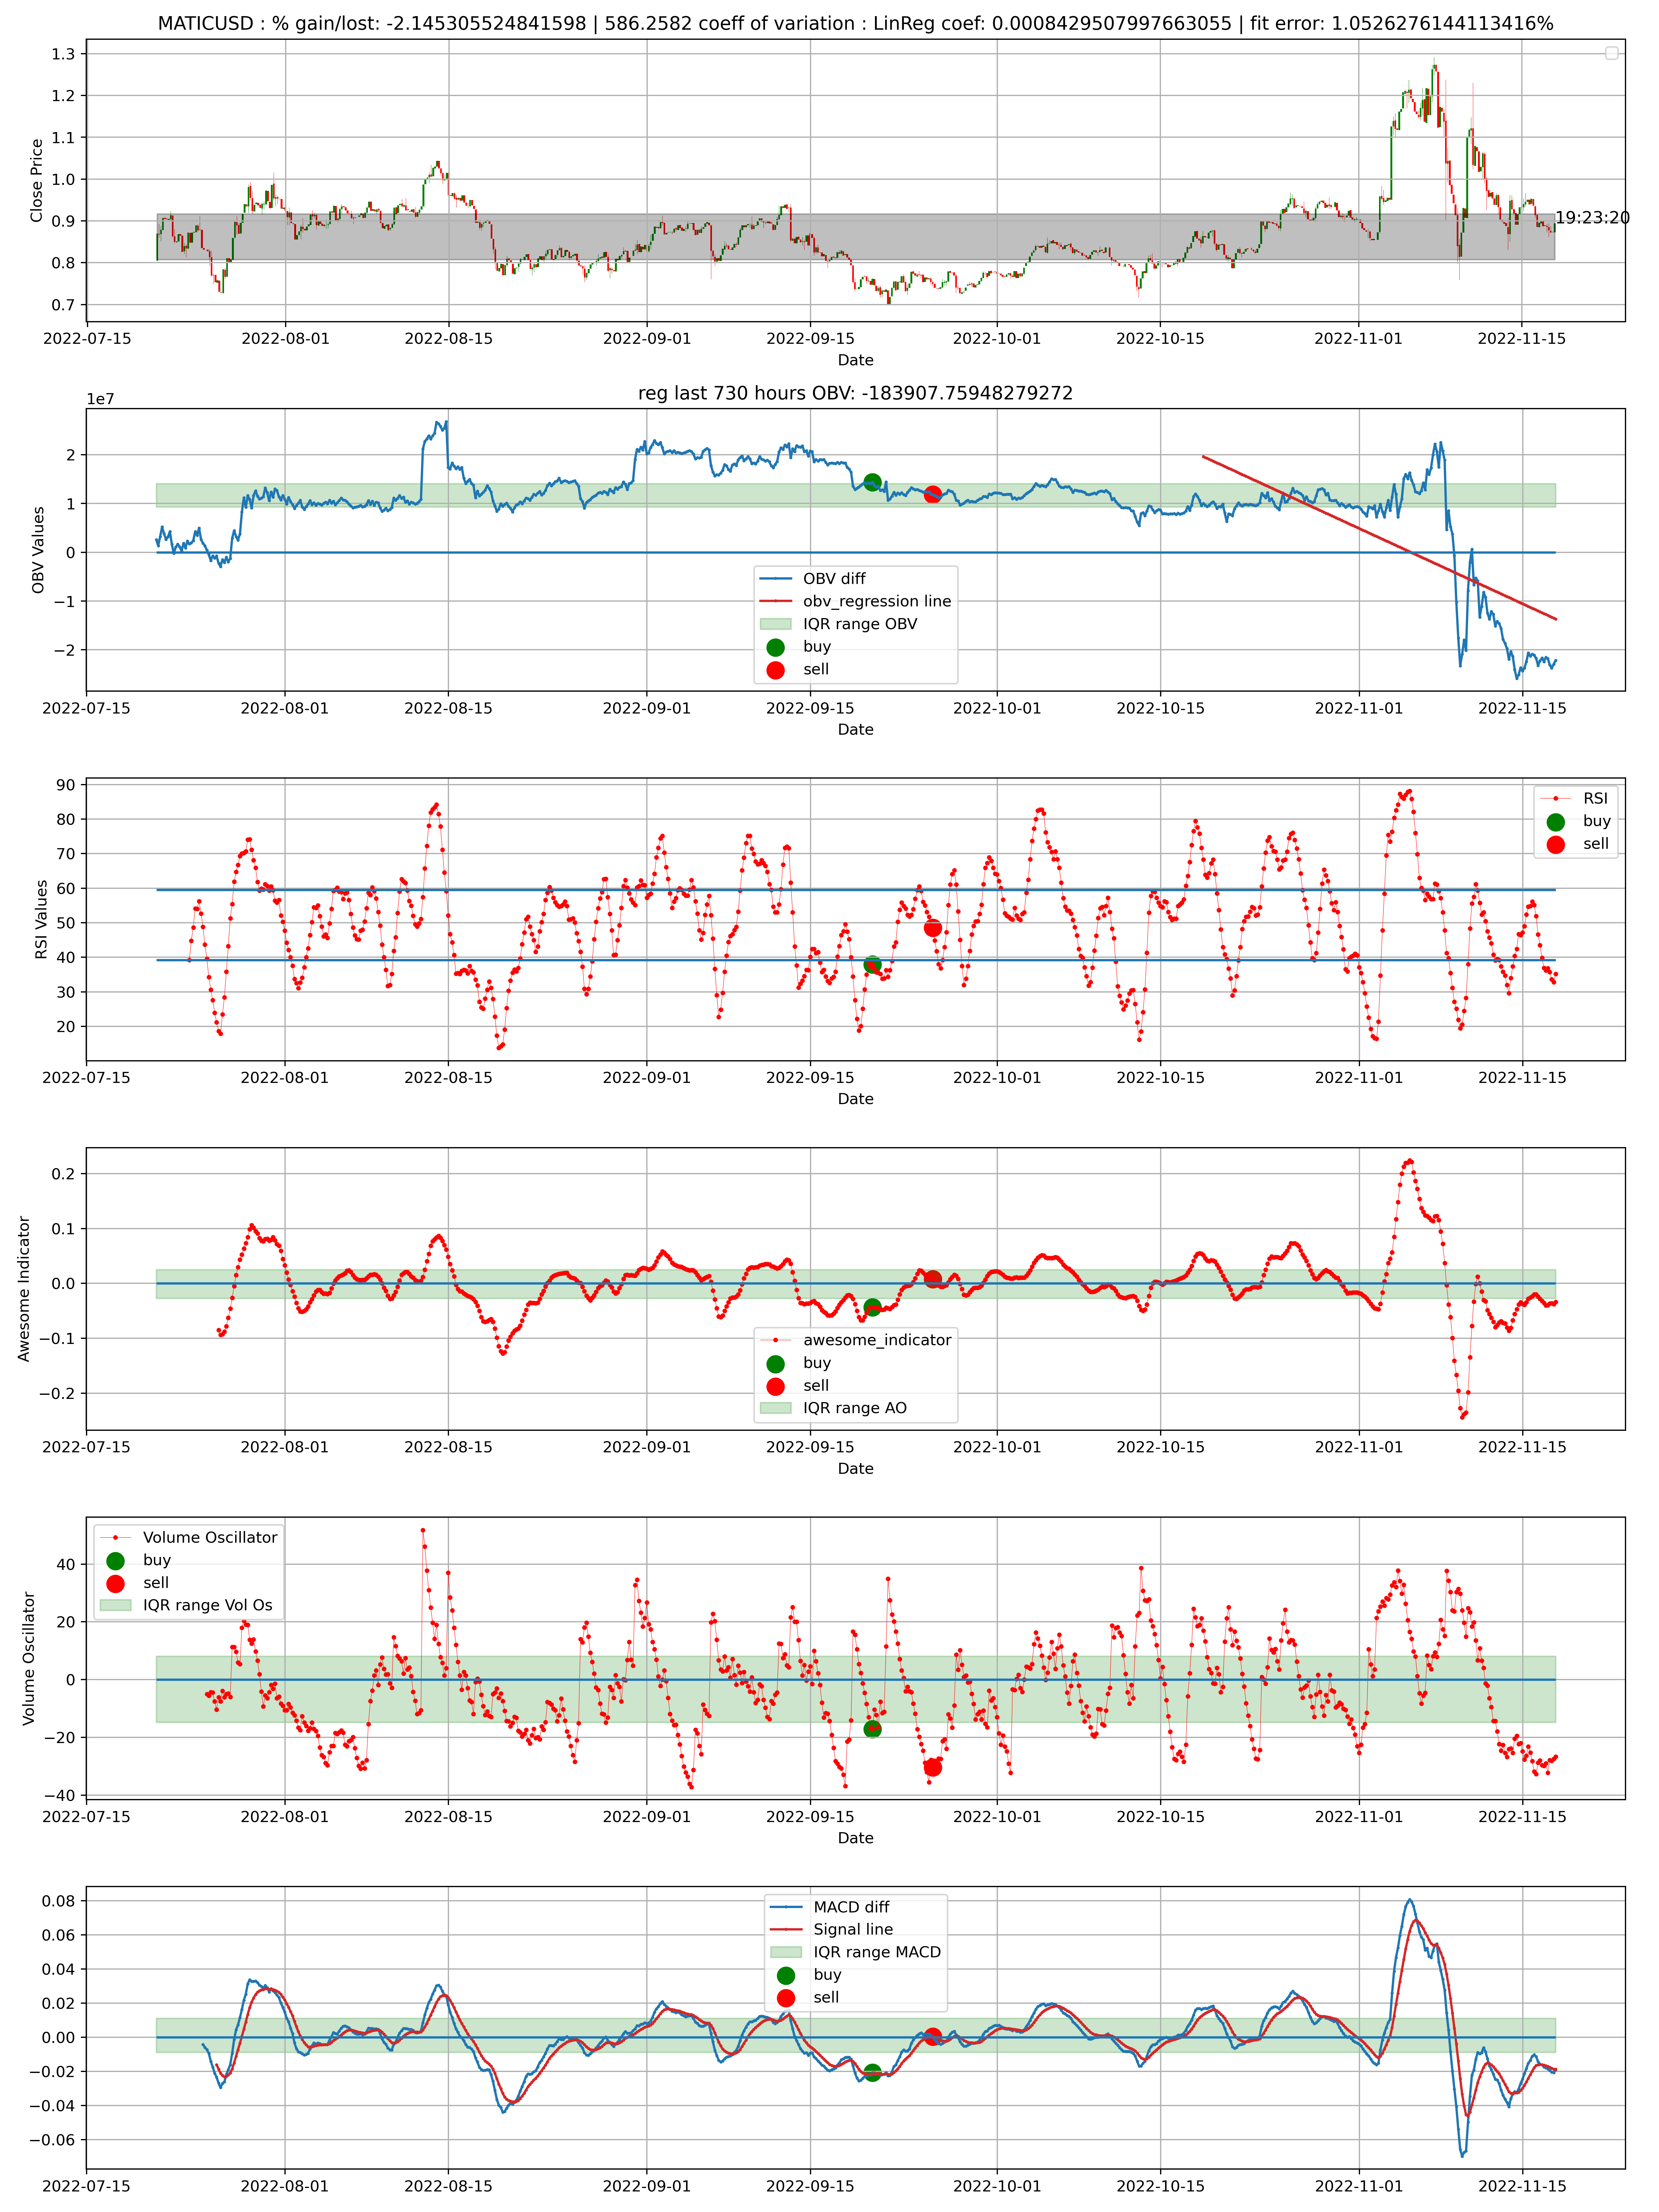 MATICUSD : % gain/lost: -2.145305524841598 | 586.2582 coeff of variation : LinReg coef: 0.0008429507997663055 | fit error: 1.0526276144113416%
1.3
1.2
1.1
1.0
0.9
0.8
0.7
Close Price
19:23:20
2022-07-15 2022-08-01 2022-08-15 2022-09-01 2022-09-15 2022-10-01 2022-10-15 2022-11-01 2022-11-15
Date
reg last 730 hours OBV: -183907.75948279272
1e7
2
1
0
−1
−2
OBV Values
OBV diff
obv_regression line
IQR range OBV
buy
sell
2022-07-15 2022-08-01 2022-08-15 2022-09-01 2022-09-15 2022-10-01 2022-10-15 2022-11-01 2022-11-15
Date
90
80
70
60
50
40
30
20
RSI Values
RSI
buy
sell
2022-07-15 2022-08-01 2022-08-15 2022-09-01 2022-09-15 2022-10-01 2022-10-15 2022-11-01 2022-11-15
Date
0.2
0.1
0.0
−0.1
−0.2
Awesome Indicator
awesome_indicator
buy
sell
IQR range AO
2022-07-15 2022-08-01 2022-08-15 2022-09-01 2022-09-15 2022-10-01 2022-10-15 2022-11-01 2022-11-15
Date
40
20
0
−20
−40
Volume Oscillator
Volume Oscillator
buy
sell
IQR range Vol Os
2022-07-15 2022-08-01 2022-08-15 2022-09-01 2022-09-15 2022-10-01 2022-10-15 2022-11-01 2022-11-15
Date
0.08
0.06
0.04
0.02
0.00
−0.02
−0.04
−0.06
MACD diff
Signal line
IQR range MACD
buy
sell
2022-07-15 2022-08-01 2022-08-15 2022-09-01 2022-09-15 2022-10-01 2022-10-15 2022-11-01 2022-11-15